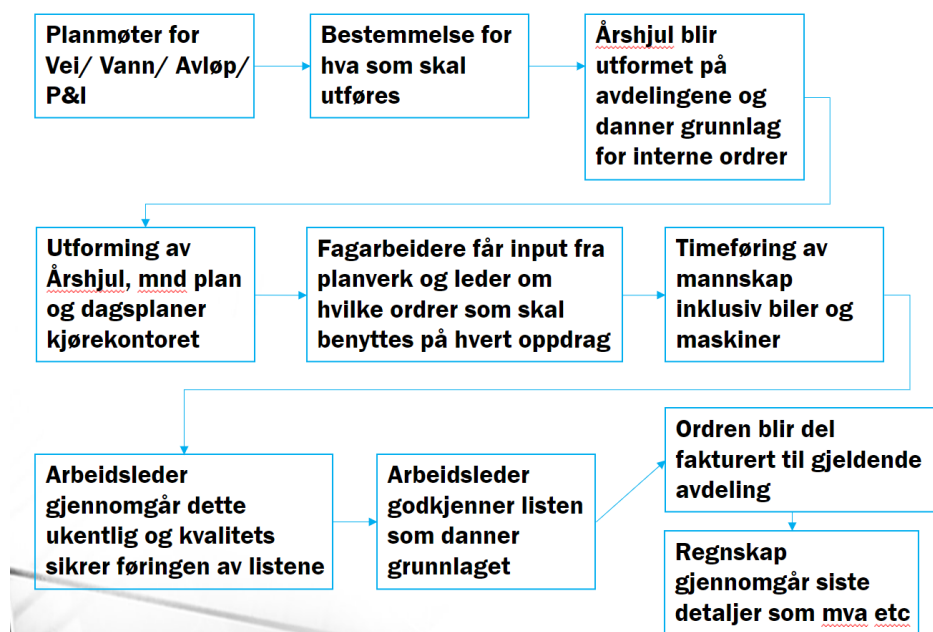 Planmøter for
Vei/ Vann/ Avløp/
P&I
Bestemmelse for
hva som skal
utføres
Årshjul blir
utformet på
avdelingene og
danner grunnlag
for interne ordrer
Utforming av
Årshjul, mnd plan
og dagsplaner
kjørekontoret
Fagarbeidere får input fra
planverk og leder om
hvilke ordrer som skal
benyttes på hvert oppdrag
Timeføring av
mannskap
inklusiv biler og
maskiner
Arbeidsleder
gjennomgår dette
ukentlig og kvalitets
sikrer føringen av listene
Arbeidsleder
godkjenner listen
som danner
grunnlaget
Ordren blir del
fakturert til gjeldende
avdeling
Regnskap
gjennomgår siste
detaljer som mva etc